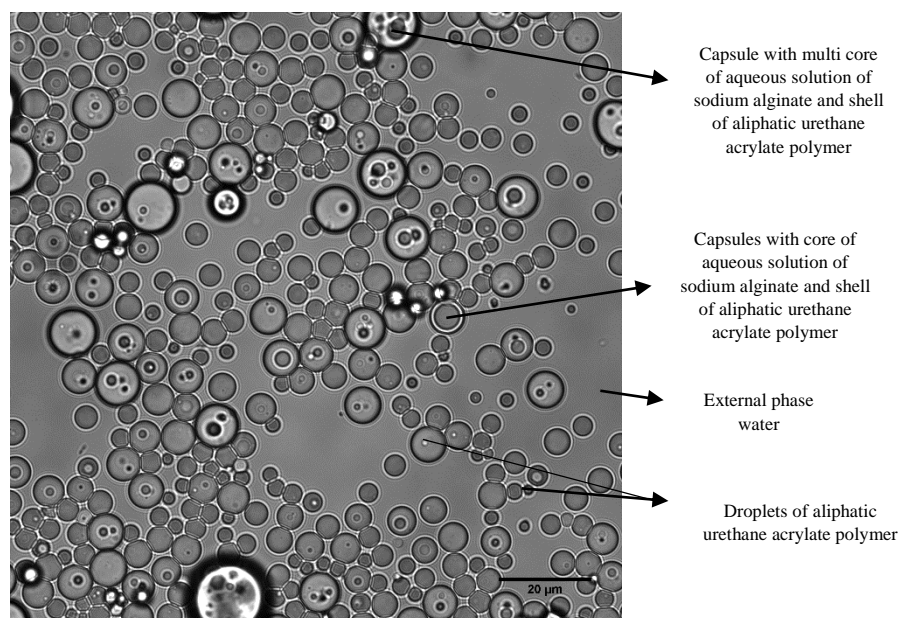 Capsule with multi core
of aqueous solution of
sodium alginate and shell
of aliphatic urethane
acrylate polymer
Capsules with core of
aqueous solution of
sodium alginate and shell
of aliphatic urethane
acrylate polymer
External phase
water
Droplets of aliphatic
urethane acrylate polymer
20 µm